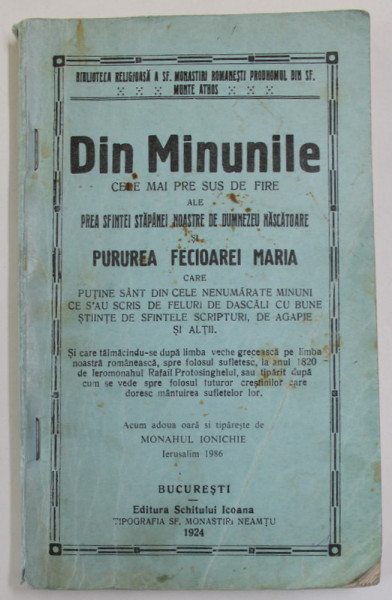 BIBLIOTECA RELIGIOASĂ A SF. MONASTIRI ROMANEȘTI PRODROMUL DIN SF.
MONTE ATHOS
Din Minunile
CELE MAI PRE SUS DE FIRE
ALE
PREA SFINTEI STĂPÂNEI NOASTRE DE DUMNEZEU NĂSCĂTOARE
ȘI
PURUREA FECIOAREI MARIA
CARE
PUȚINE SÂNT DIN CELE NENUMĂRATE MINUNI
CE S'AU SCRIS DE FELURI DE DASCĂLI CU BUNE
ȘTIINȚE DE SFINTELE SCRIPTURI, DE AGAPIE
ȘI ALȚII.
Și care tălmăcindu-se după limba veche grecească pe limba
noastră românească, spre folosul sufletesc, la anul 1820 -
de Ieromonahul Rafail Protosinghelul, sau tipărit după
cum se vede spre folosul tuturor creștinilor care
doresc mântuirea sufletelor lor.
Acum adoua oară si tipărește de
MONAHUL IONICHIE
Ierusalim 1986
BUCUREȘTI
—
Editura Schitului Icoana
TIPOGRAFIA SF. MONASTIRI NEAMȚU
1924